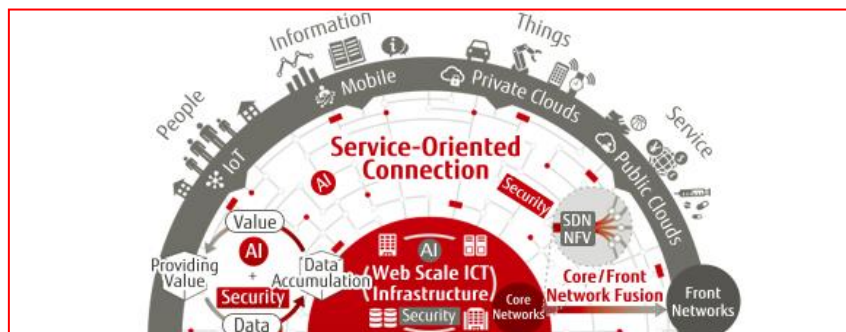 Information
Things
People
Service
IoT
Mobile
Private Clouds
Public Clouds
Service-Oriented
Connection
AI
Security
SDN
NFV
Value
AI
+
Security
Providing
Value
Data
Accumulation
Data
AI
Web Scale ICT
Infrastructure
Security
Core
Networks
Core/Front
Network Fusion
Front
Networks